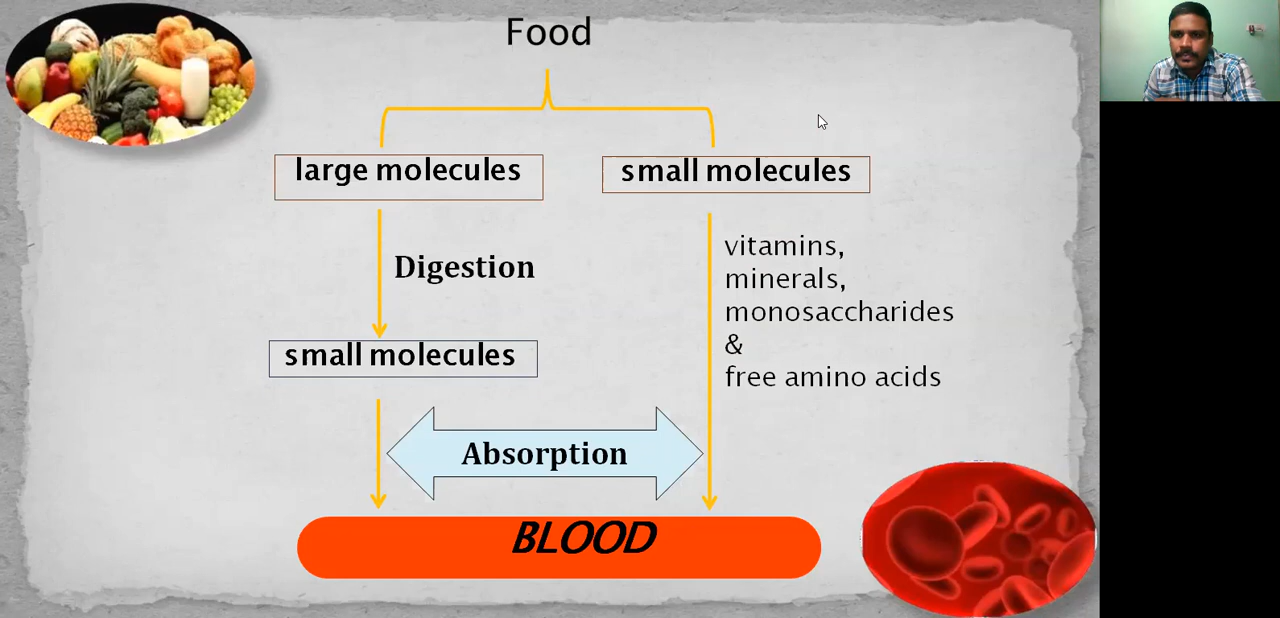 Food
large molecules
small molecules
Digestion
vitamins,
minerals,
monosaccharides
&
free amino acids
small molecules
Absorption
BLOOD